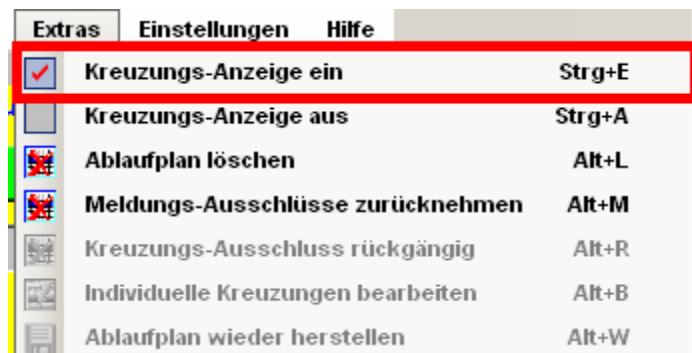 Extras Einstellungen Hilfe
Kreuzungs-Anzeige ein Strg+E
Kreuzungs-Anzeige aus Strg+A
Ablaufplan löschen Alt+L
Meldungs-Ausschlüsse zurücknehmen Alt+M
Kreuzungs-Ausschluss rückgängig Alt+R
Individuelle Kreuzungen bearbeiten Alt+B
Ablaufplan wieder herstellen Alt+W